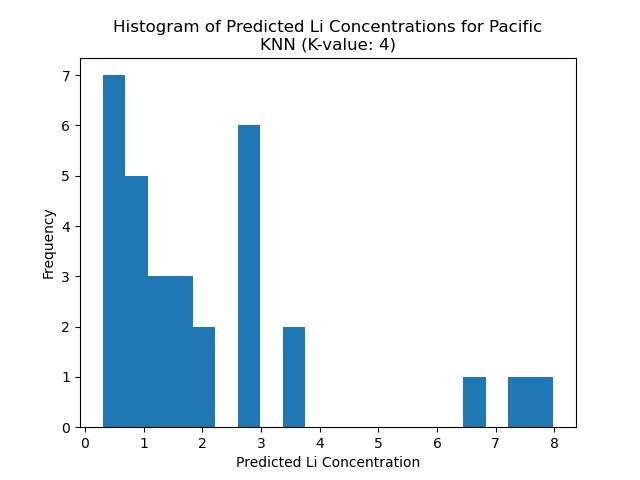 Histogram of Predicted Li Concentrations for Pacific
KNN (K-value: 4)
Frequency
7
6
5
4
3
2
1
0
0 1 2 3 4 5 6 7 8
Predicted Li Concentration